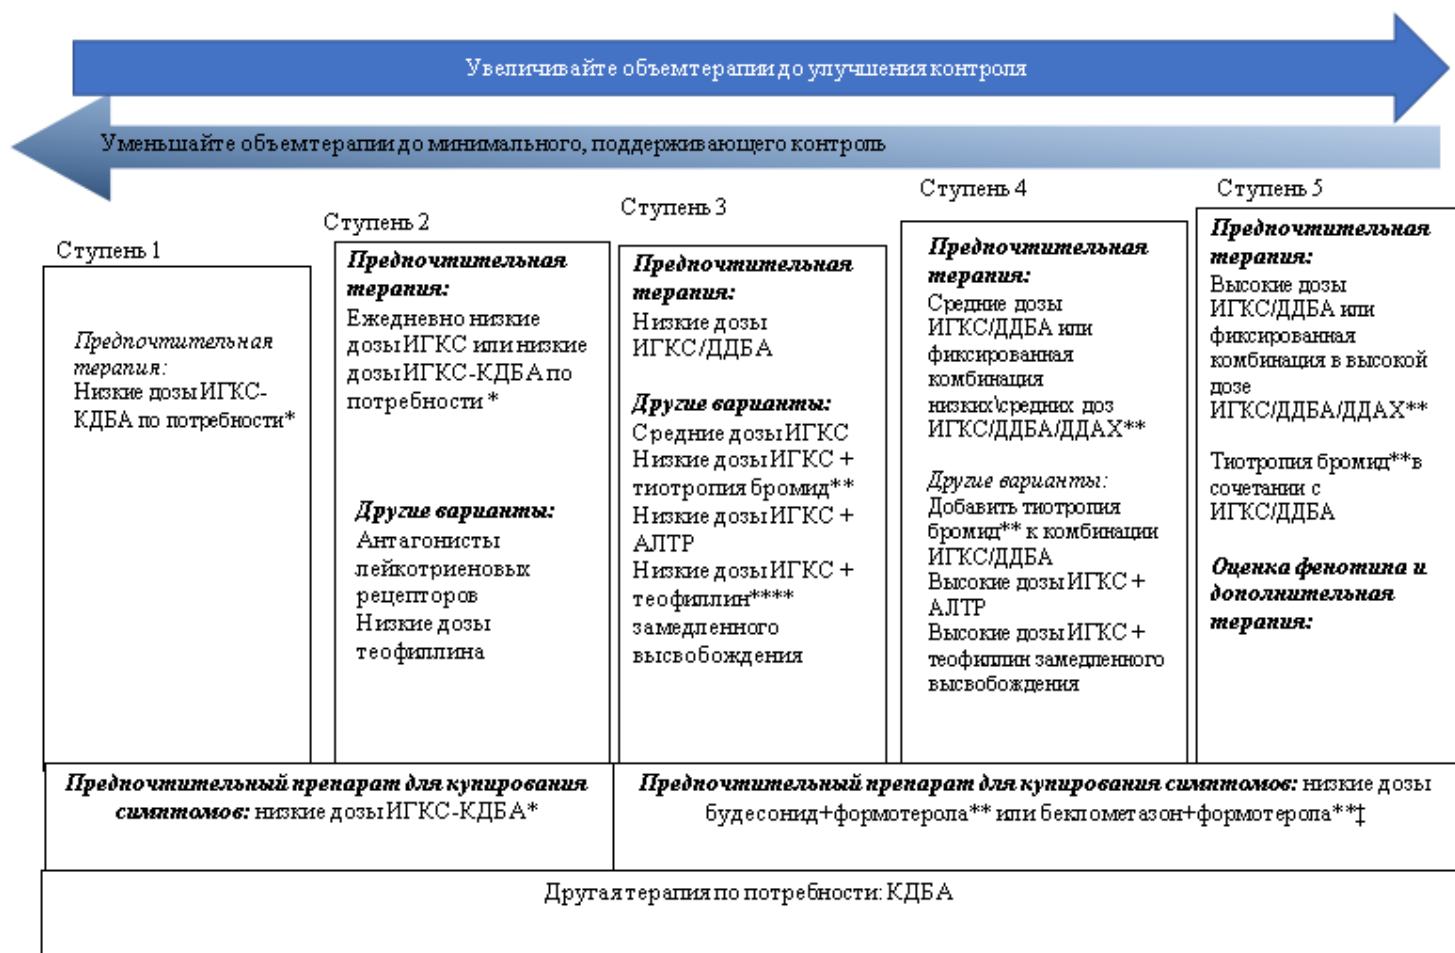 Увеличивайте объемтерапии до улучшения контроля
Уменьшайте объемтерапии до минимального, поддерживающего контроль
Ступень 1
Предпочтительная
терапия:
Низкие дозы ИГКС-
КДБА по потребности*
Ступень 2
Предпочтительная
терапия:
Ежедневно низкие
дозы ИГКС или низкие
дозы ИГКС-КДБА по
потребности *
Другие варианты:
Антагонисты
лейкотриеновых
рецепторов
Низкие дозы
теофиллина
Ступень 3
Предпочтительная
терапия:
Низкие дозы
ИГКС/ДДБА
Другие варианты:
Средние дозы ИГКС
Низкие дозы ИГКС +
тиотропия бромид**
Низкие дозы ИГКС +
АЛТР
Низкие дозы ИГКС +
теофиллин****
замедленного
высвобождения
Ступень 4
Предпочтительная
терапия:
Средние дозы
ИГКС/ДДБА или
фиксированная
комбинация
низких\средних доз
ИГКС/ДДБА/ДДАХ**
Другие варианты:
Добавить тиотропия
бромид** к комбинации
ИГКС/ДДБА
Высокие дозы ИГКС +
АЛТР
Высокие дозы ИГКС +
теофиллин замедленного
высвобождения
Ступень 5
Предпочтительная
терапия:
Высокие дозы
ИГКС/ДДБА или
фиксированная
комбинация в высокой
дозе
ИГКС/ДДБА/ДДАХ**
Тиотропия бромид**в
сочетании с
ИГКС/ДДБА
Оценка фенотипа и
дополнительная
терапия:
Предпочтительный препарат для купирования
симптомов: низкие дозы ИГКС-КДБА*
Предпочтительный препарат для купирования симптомов: низкие дозы
будесонид+формотерола** или беклометазон+формотерола**‡
Другая терапия по потребности: КДБА